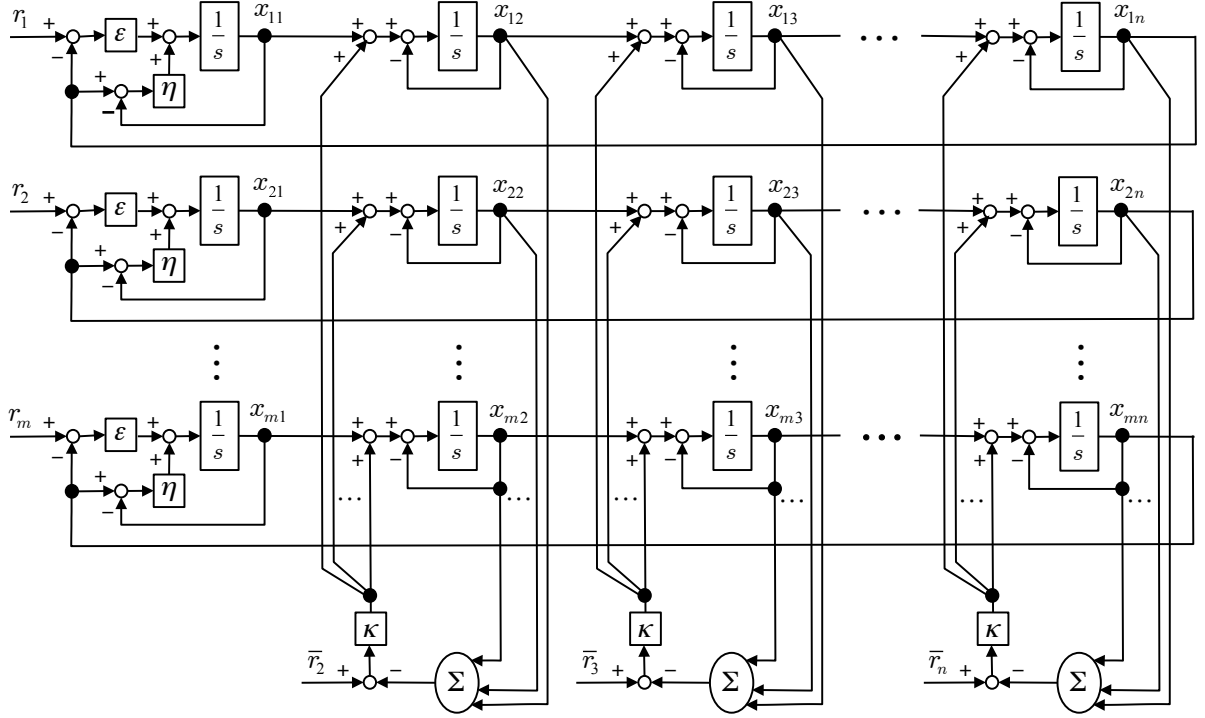 r₁ + − ε + + 1/s x₁₁ + + + − 1/s x₁₂ + + + − 1/s x₁₃ ... + + + − 1/s x₁ₙ
+ − η
r₂ + − ε + + 1/s x₂₁ + + + − 1/s x₂₂ + + + − 1/s x₂₃ ... + + + − 1/s x₂ₙ
+ − η
⋮ ⋮ ⋮ ⋮
rₘ + − ε + + 1/s xₘ₁ + + + − 1/s xₘ₂ + + + − 1/s xₘ₃ ... + + + − 1/s xₘₙ
+ − η ... ... ... ... ... ...
κ κ κ
r̅₂ + − Σ r̅₃ + − Σ r̅ₙ + − Σ